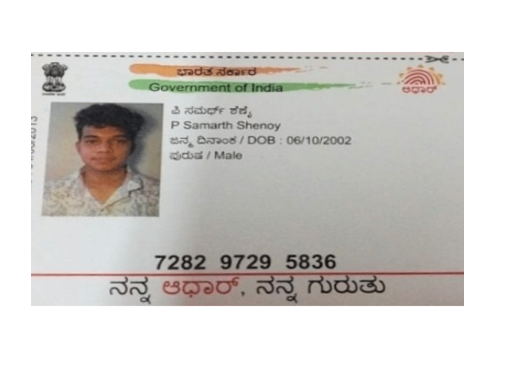 ಭಾರತ ಸರ್ಕಾರ
Government of India
ಆಧಾರ್
ಪಿ ಸಮರ್ಥ್ ಶೆಣೈ
P Samarth Shenoy
ಜನ್ಮ ದಿನಾಂಕ / DOB : 06/10/2002
ಪುರುಷ / Male
7282 9729 5836
ನನ್ನ ಆಧಾರ್, ನನ್ನ ಗುರುತು